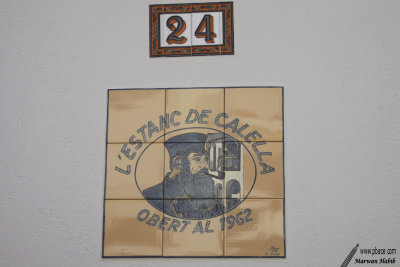 24
L'ESTANC DE CALELLA
OBERT AL 1962
www.pbase.com
Marwan Habib